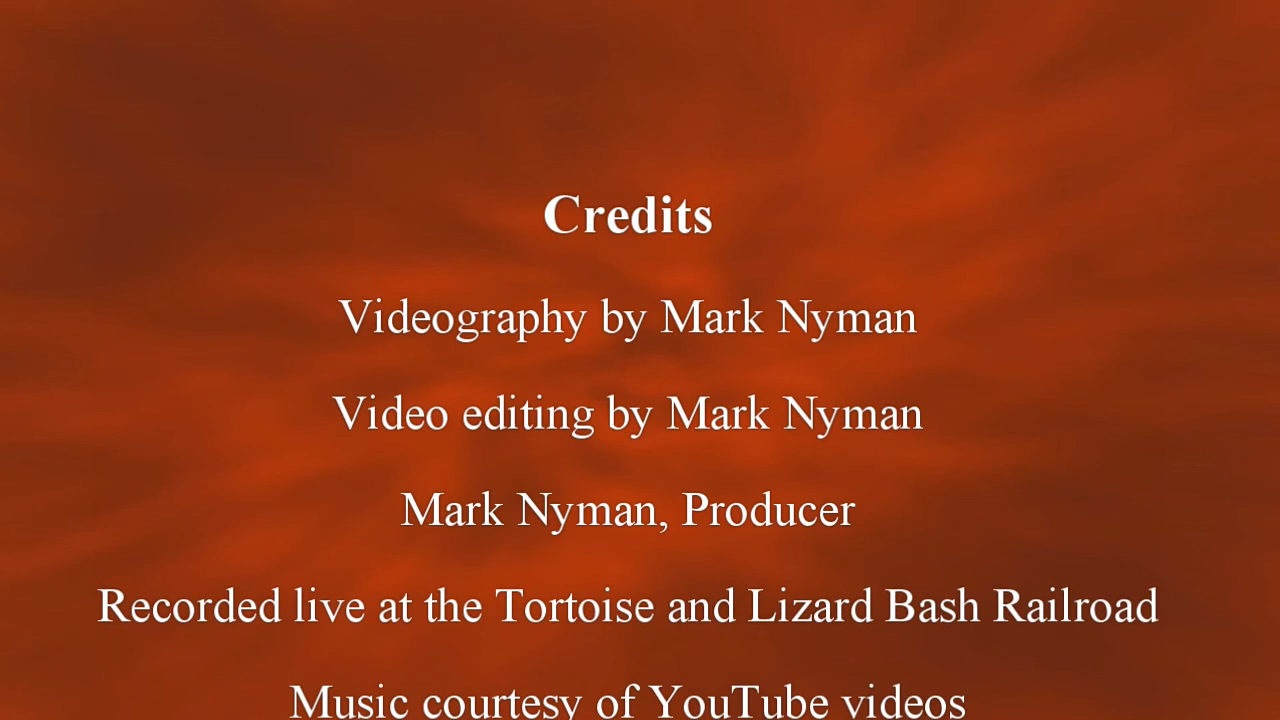 Credits
Videography by Mark Nyman
Video editing by Mark Nyman
Mark Nyman, Producer
Recorded live at the Tortoise and Lizard Bash Railroad
Music courtesy of YouTube videos